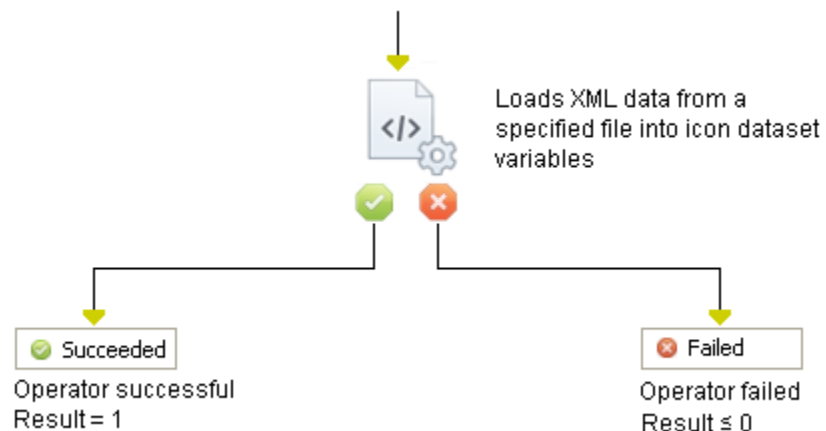 Loads XML data from a
specified file into icon dataset
variables
</>
Succeeded
Operator successful
Result = 1
Failed
Operator failed
Result ≤ 0